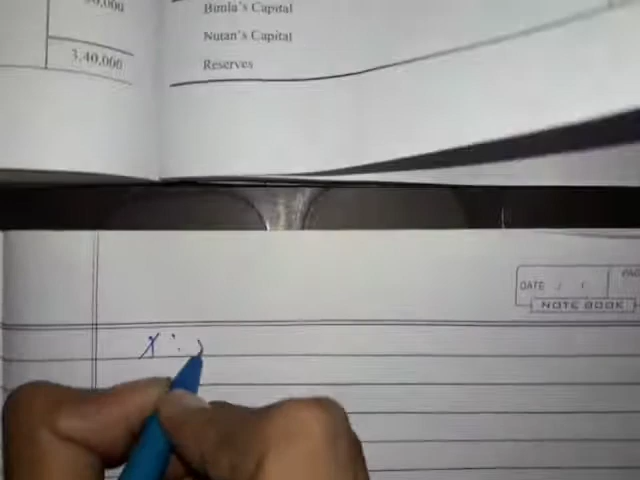 Bimla's Capital
Nutan's Capital
3,40,000
Reserves
DATE / /
NOTE BOOK
X :